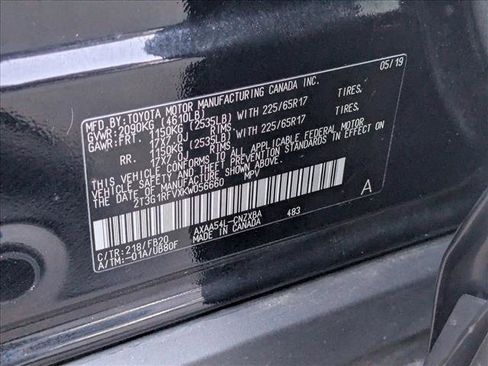 05/19
MFD.BY:TOYOTA MOTOR MANUFACTURING CANADA INC.
GVWR:2090KG (4610LB)
GAWR:FRT. 1150KG (2535LB) WITH 225/65R17 TIRES.
17X7.0J RIMS.
RR. 1150KG (2535LB) WITH 225/65R17 TIRES.
17X7.0J RIMS.
THIS VEHICLE CONFORMS TO ALL APPLICABLE FEDERAL MOTOR
VEHICLE SAFETY AND THEFT PREVENTION STANDARDS IN EFFECT
ON THE DATE OF MANUFACTURE SHOWN ABOVE.
2T3G1RFVXKW056660 MPV
A
C/TR:218/FB20 AXAA54L-CNZXBA 483
A/TM:-01A/UB80F MADE IN CANADA